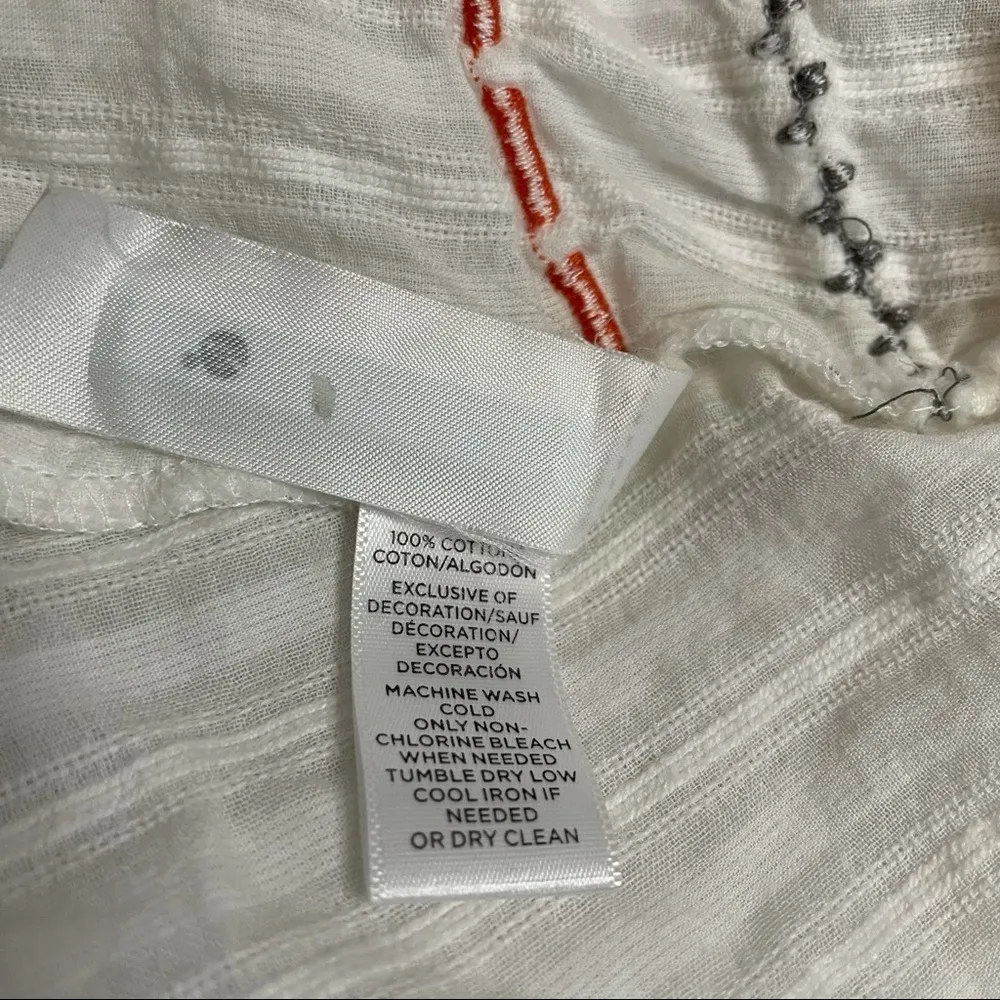 100% COTTON/
COTON/ALGODÓN
EXCLUSIVE OF
DECORATION/SAUF
DÉCORATION/
EXCEPTO
DECORACIÓN
MACHINE WASH
COLD
ONLY NON-
CHLORINE BLEACH
WHEN NEEDED
TUMBLE DRY LOW
COOL IRON IF
NEEDED
OR DRY CLEAN